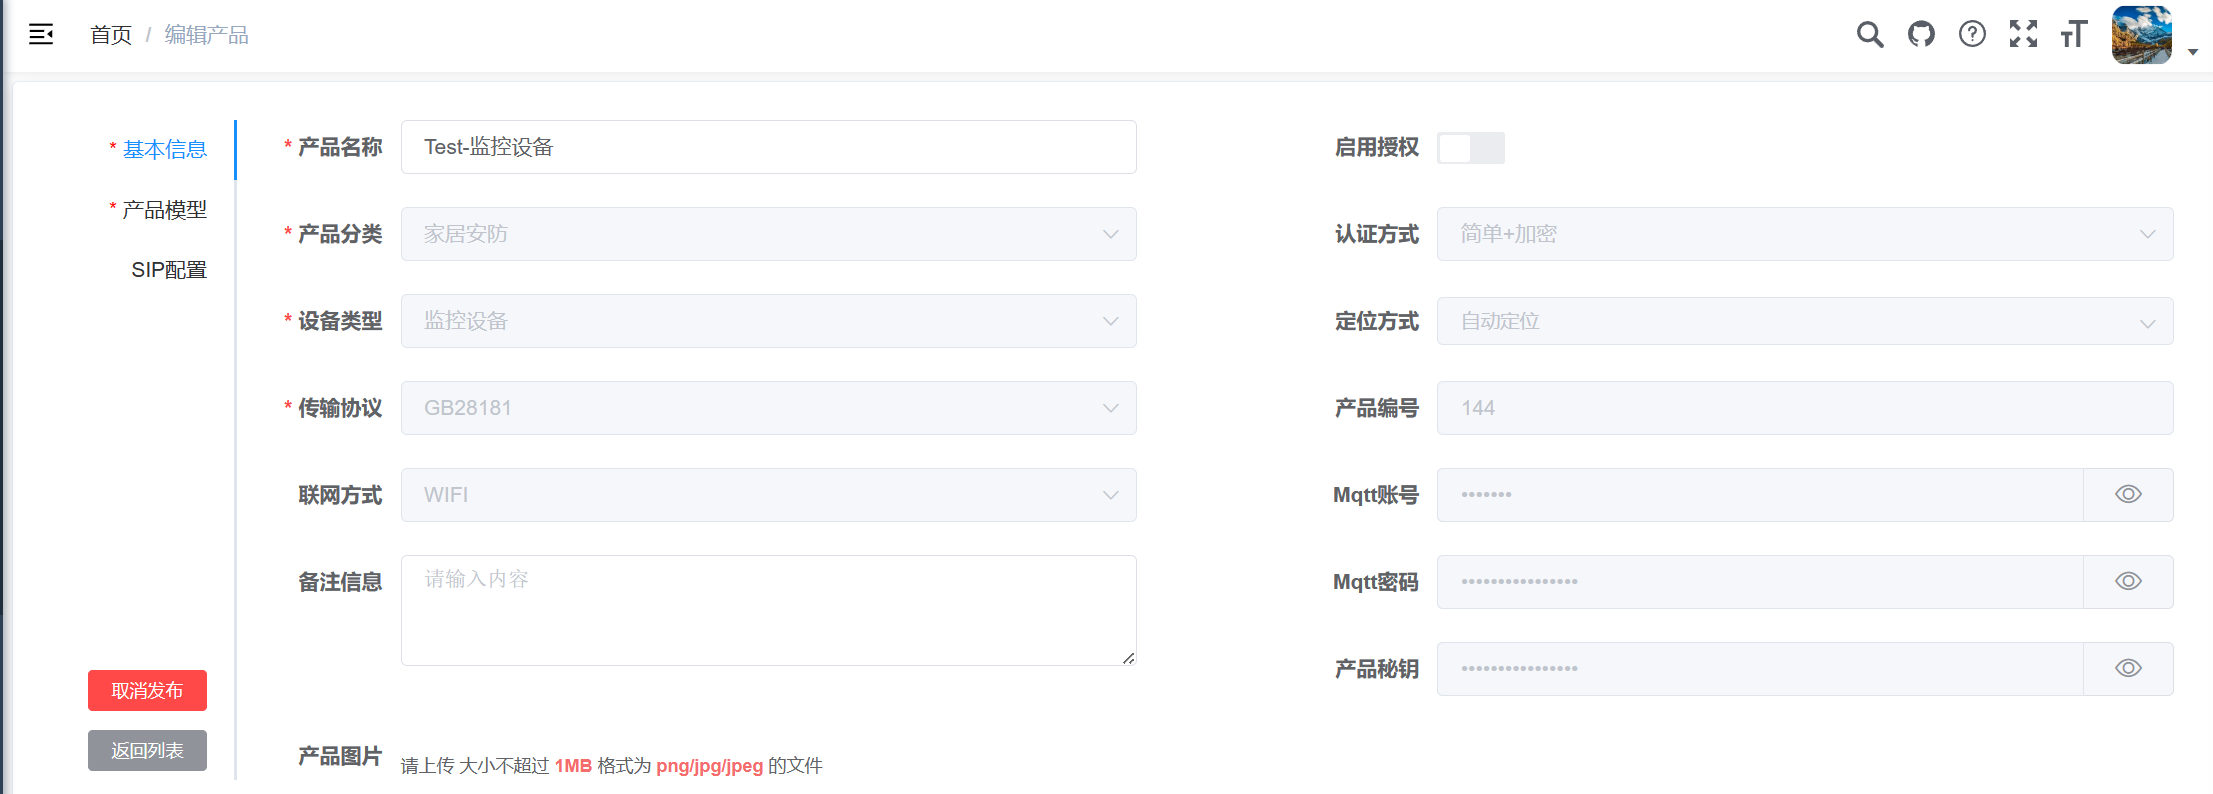 首页 / 编辑产品
* 基本信息
* 产品模型
SIP配置
取消发布
返回列表
* 产品名称 Test-监控设备
* 产品分类 家居安防
* 设备类型 监控设备
* 传输协议 GB28181
联网方式 WIFI
备注信息 请输入内容
产品图片 请上传 大小不超过 1MB 格式为 png/jpg/jpeg 的文件
启用授权
认证方式 简单+加密
定位方式 自动定位
产品编号 144
Mqtt账号 •••••••
Mqtt密码 ••••••••••••••••
产品秘钥 ••••••••••••••••